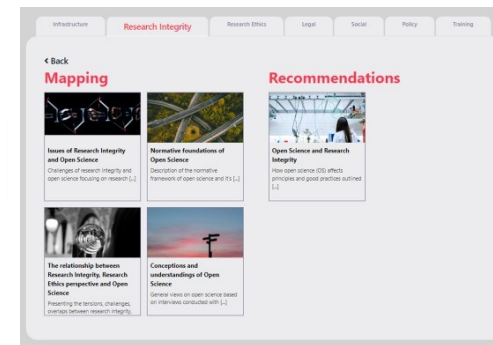 Infrastructure Research Integrity Research Ethics Legal Social Policy Training
< Back
Mapping
Recommendations
Issues of Research Integrity
and Open Science
Challenges of research integrity and
open science focusing on research [...]
Normative foundations of
Open Science
Description of the normative
framework of open science and it's [...]
Open Science and Research
Integrity
How open science (OS) affects
principles and good practices outlined
[...]
The relationship between
Research Integrity, Research
Ethics perspective and Open
Science
Presenting the tensions, challenges,
overlaps between research integrity,
Conceptions and
understandings of Open
Science
General views on open science based
on interviews conducted with [...]